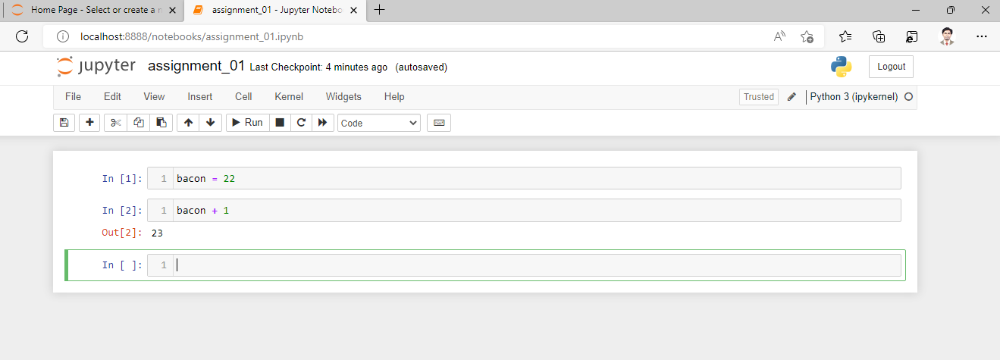 Home Page - Select or create a n
assignment_01 - Jupyter Notebo
localhost:8888/notebooks/assignment_01.ipynb
jupyter assignment_01 Last Checkpoint: 4 minutes ago (autosaved)
Logout
File Edit View Insert Cell Kernel Widgets Help
Trusted Python 3 (ipykernel)
Run Code
In [1]: 1 bacon = 22
In [2]: 1 bacon + 1
Out[2]: 23
In [ ]: 1